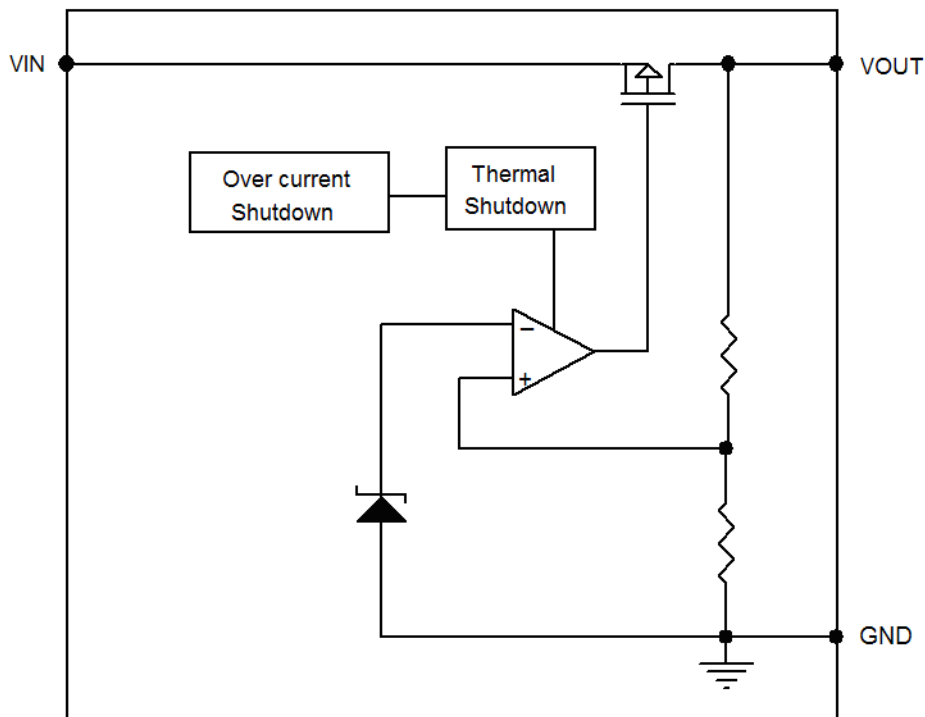 VIN
VOUT
Over current
Shutdown
Thermal
Shutdown
−
+
GND